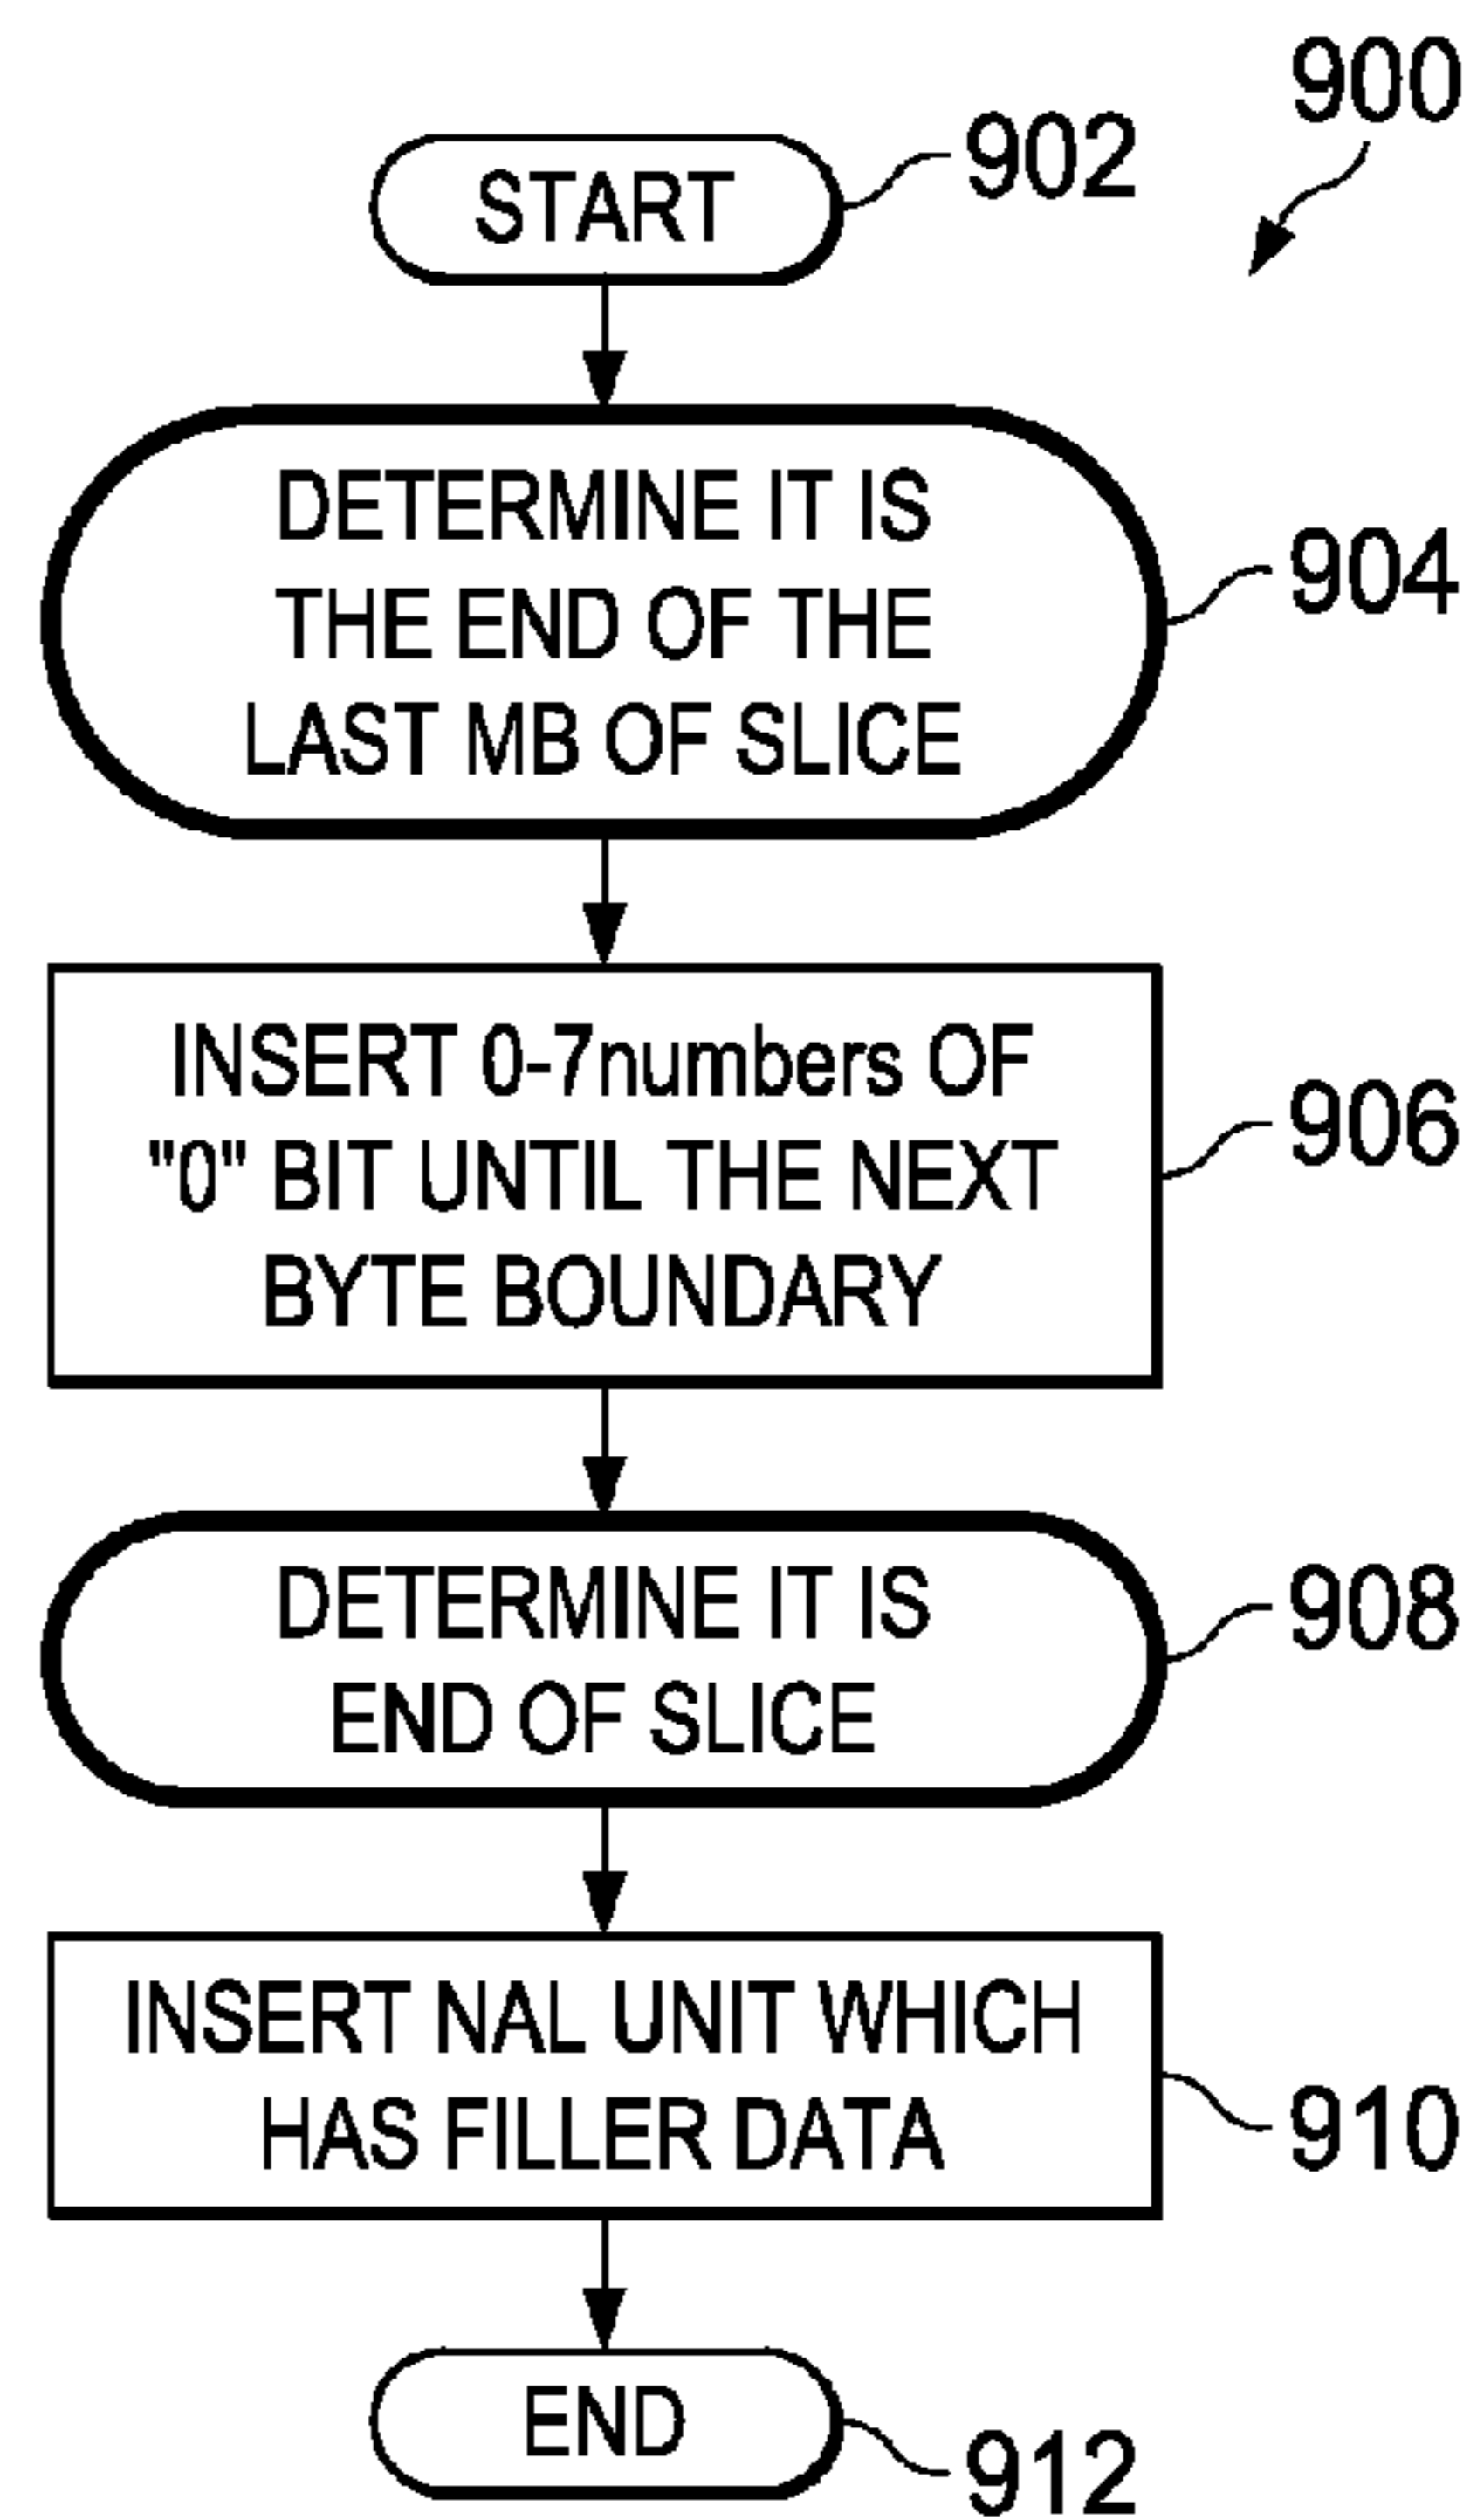 900
START
902
DETERMINE IT IS
THE END OF THE
LAST MB OF SLICE
904
INSERT 0-7numbers OF
"0" BIT UNTIL THE NEXT
BYTE BOUNDARY
906
DETERMINE IT IS
END OF SLICE
908
INSERT NAL UNIT WHICH
HAS FILLER DATA
910
END
912